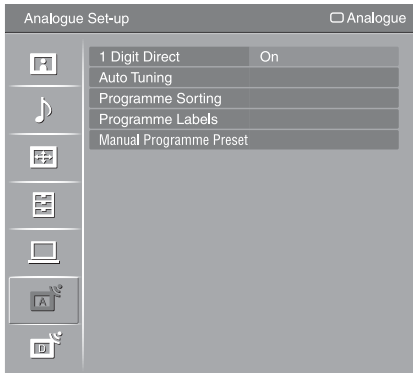 Analogue Set-up Analogue
1 Digit Direct On
Auto Tuning
Programme Sorting
Programme Labels
Manual Programme Preset
A
D